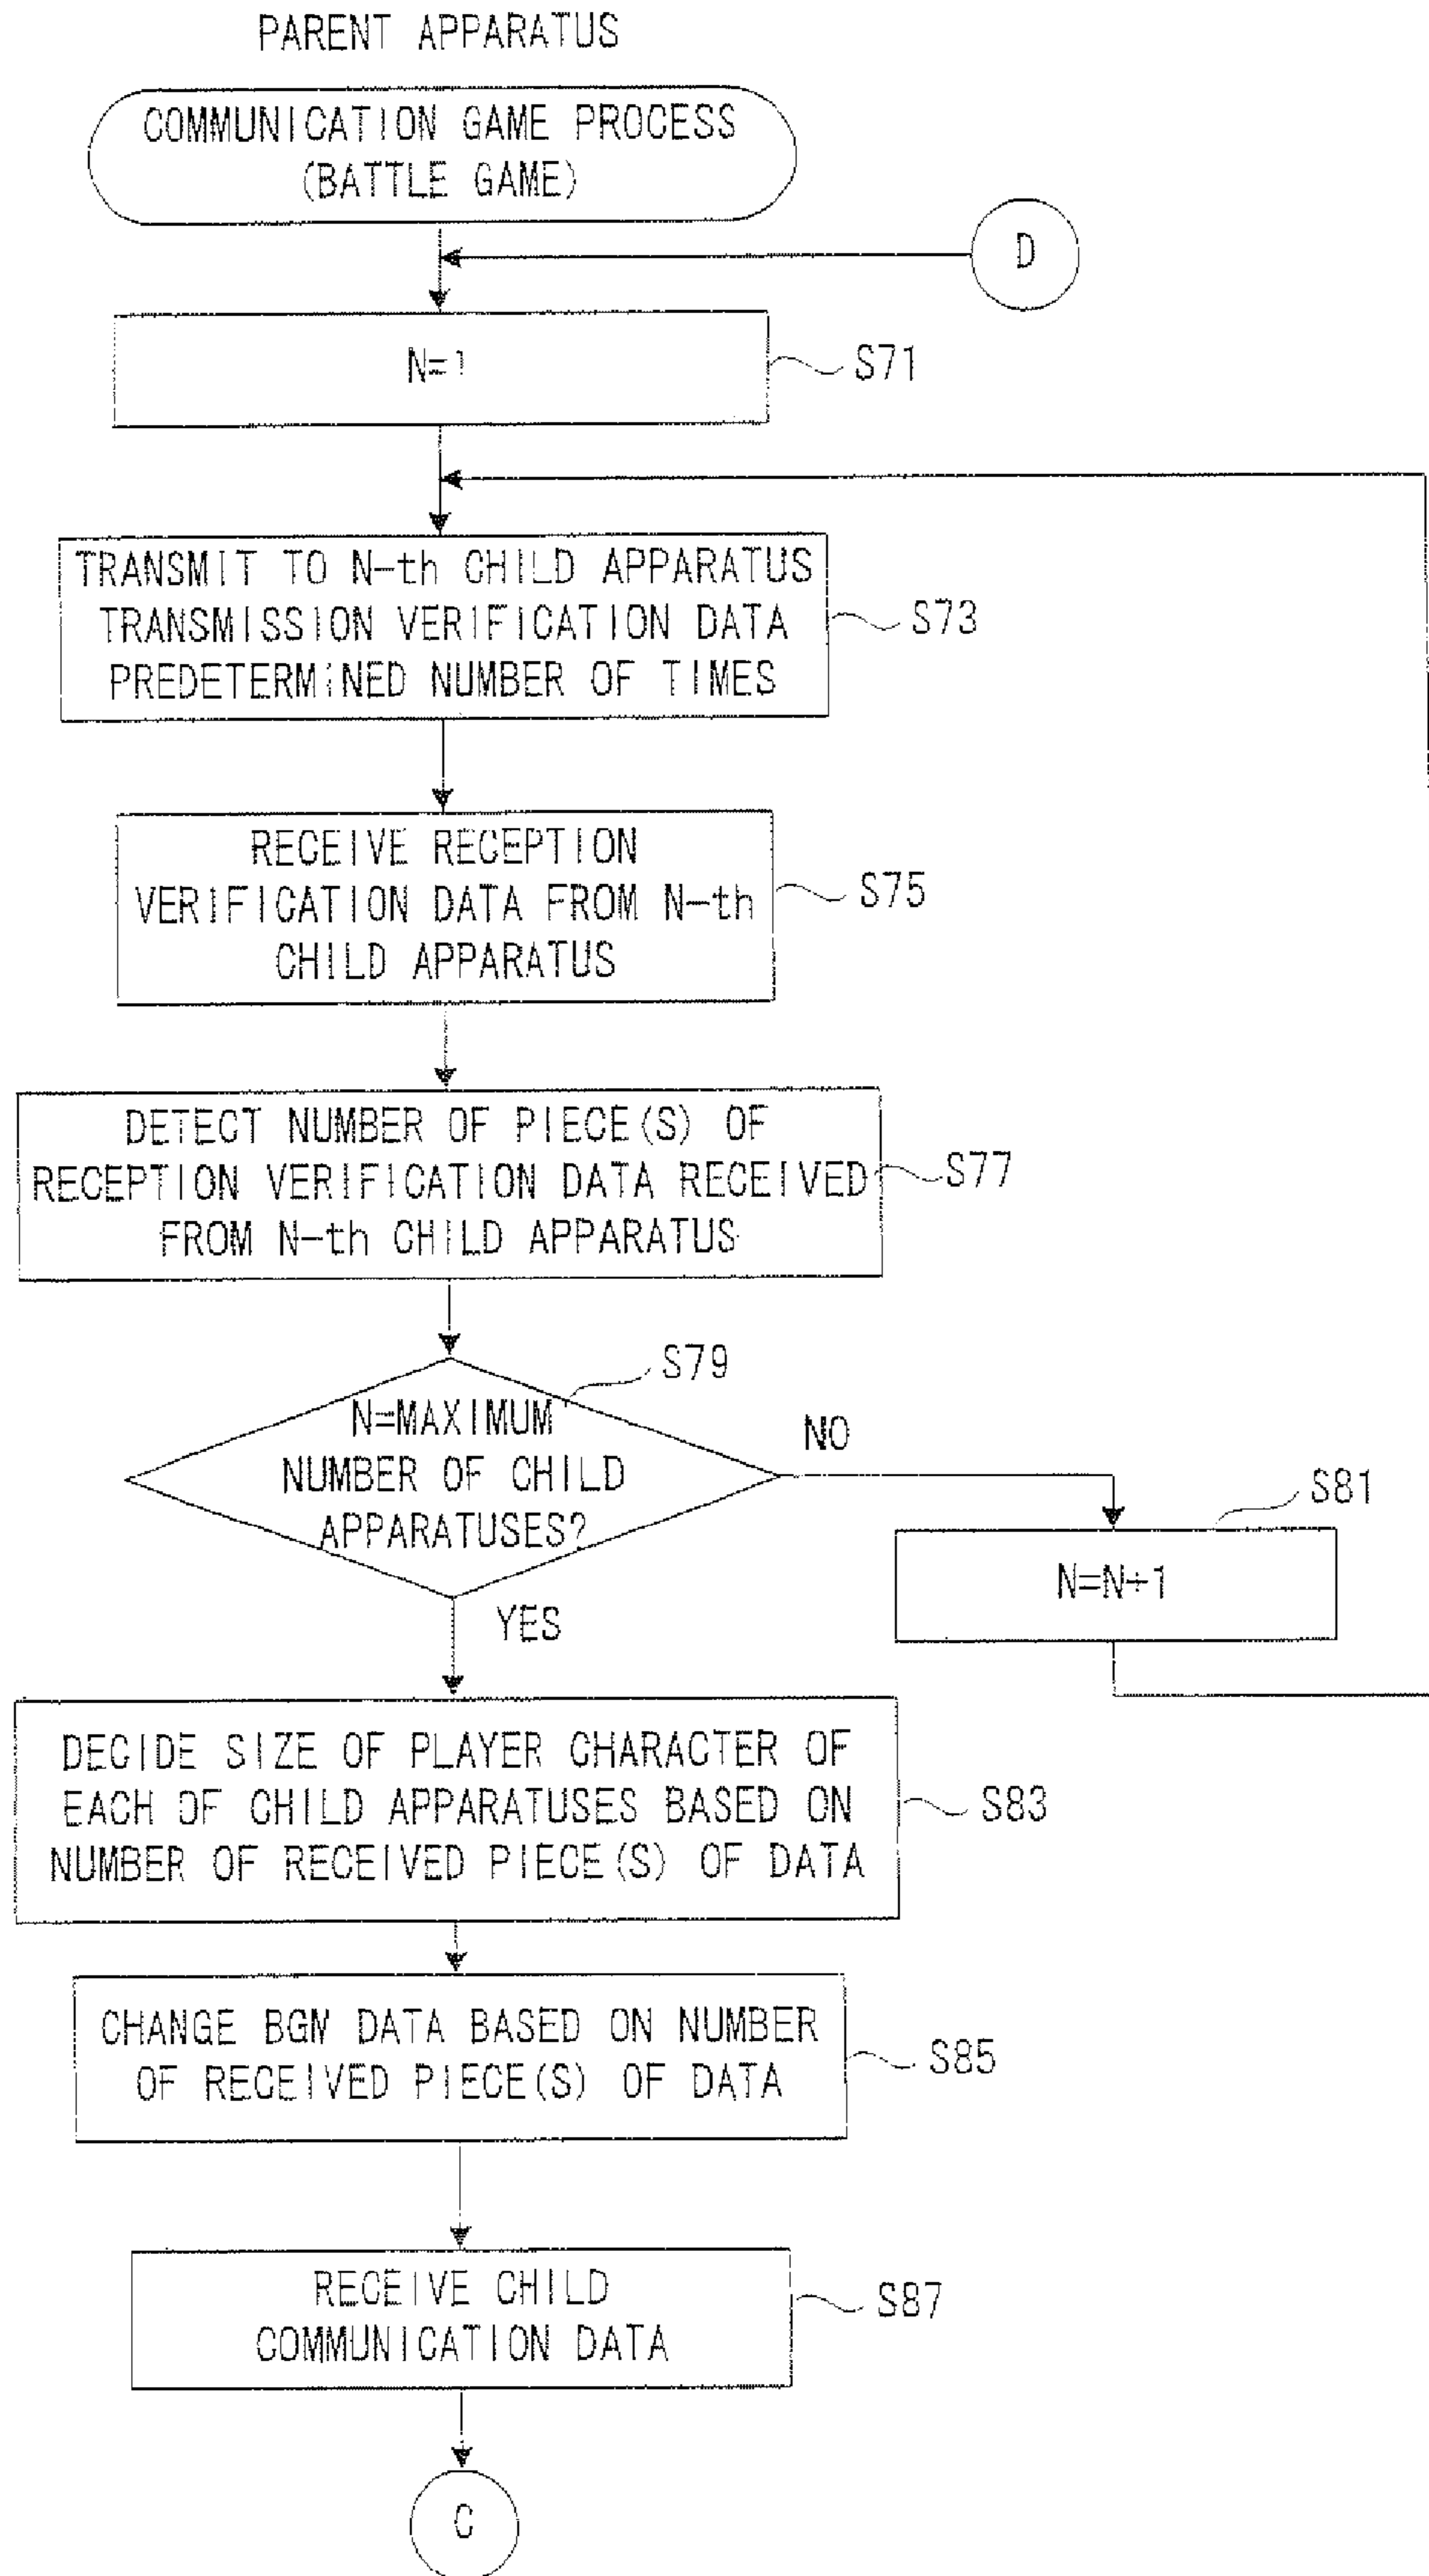 PARENT APPARATUS
COMMUNICATION GAME PROCESS
(BATTLE GAME)
D
N=1
S71
TRANSMIT TO N-th CHILD APPARATUS
TRANSMISSION VERIFICATION DATA
PREDETERMINED NUMBER OF TIMES
S73
RECEIVE RECEPTION
VERIFICATION DATA FROM N-th
CHILD APPARATUS
S75
DETECT NUMBER OF PIECE(S) OF
RECEPTION VERIFICATION DATA RECEIVED
FROM N-th CHILD APPARATUS
S77
S79
N=MAXIMUM
NUMBER OF CHILD
APPARATUSES?
NO
S81
N=N+1
YES
DECIDE SIZE OF PLAYER CHARACTER OF
EACH OF CHILD APPARATUSES BASED ON
NUMBER OF RECEIVED PIECE(S) OF DATA
S83
CHANGE BGM DATA BASED ON NUMBER
OF RECEIVED PIECE(S) OF DATA
S85
RECEIVE CHILD
COMMUNICATION DATA
S87
C